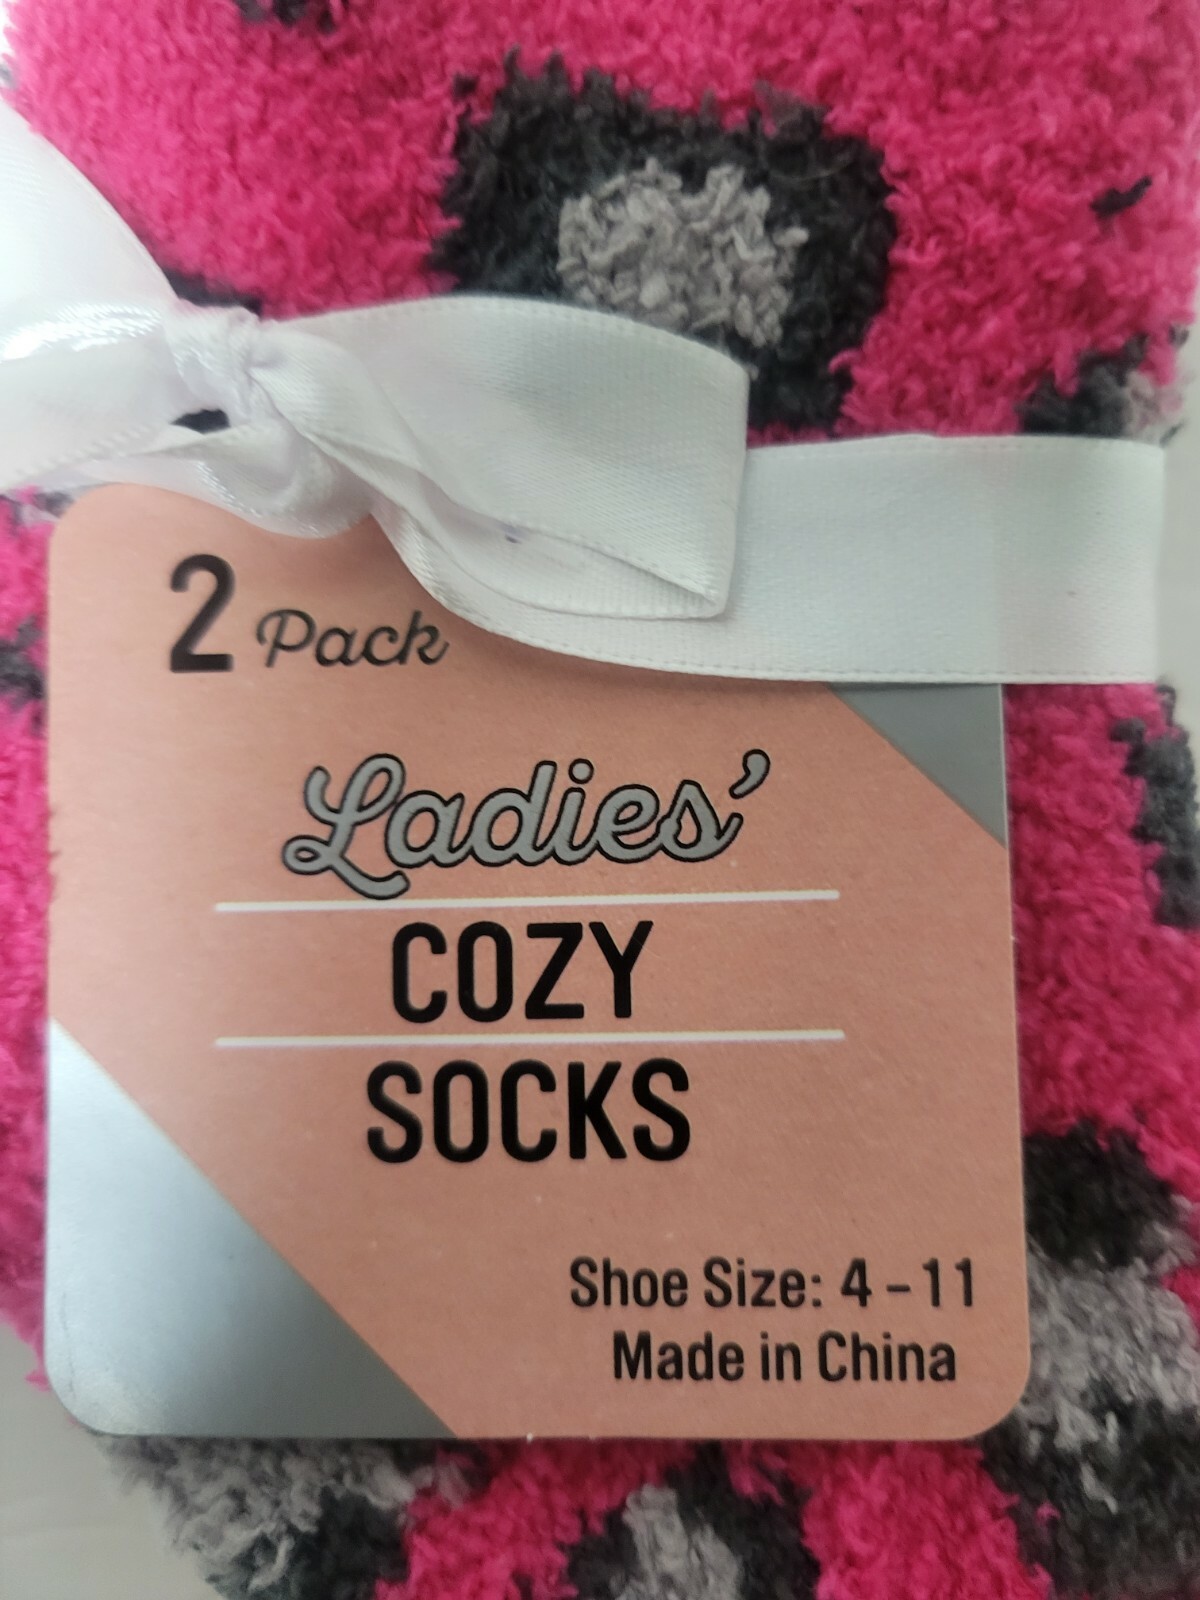 2 Pack
Ladies'
COZY
SOCKS
Shoe Size: 4 - 11
Made in China